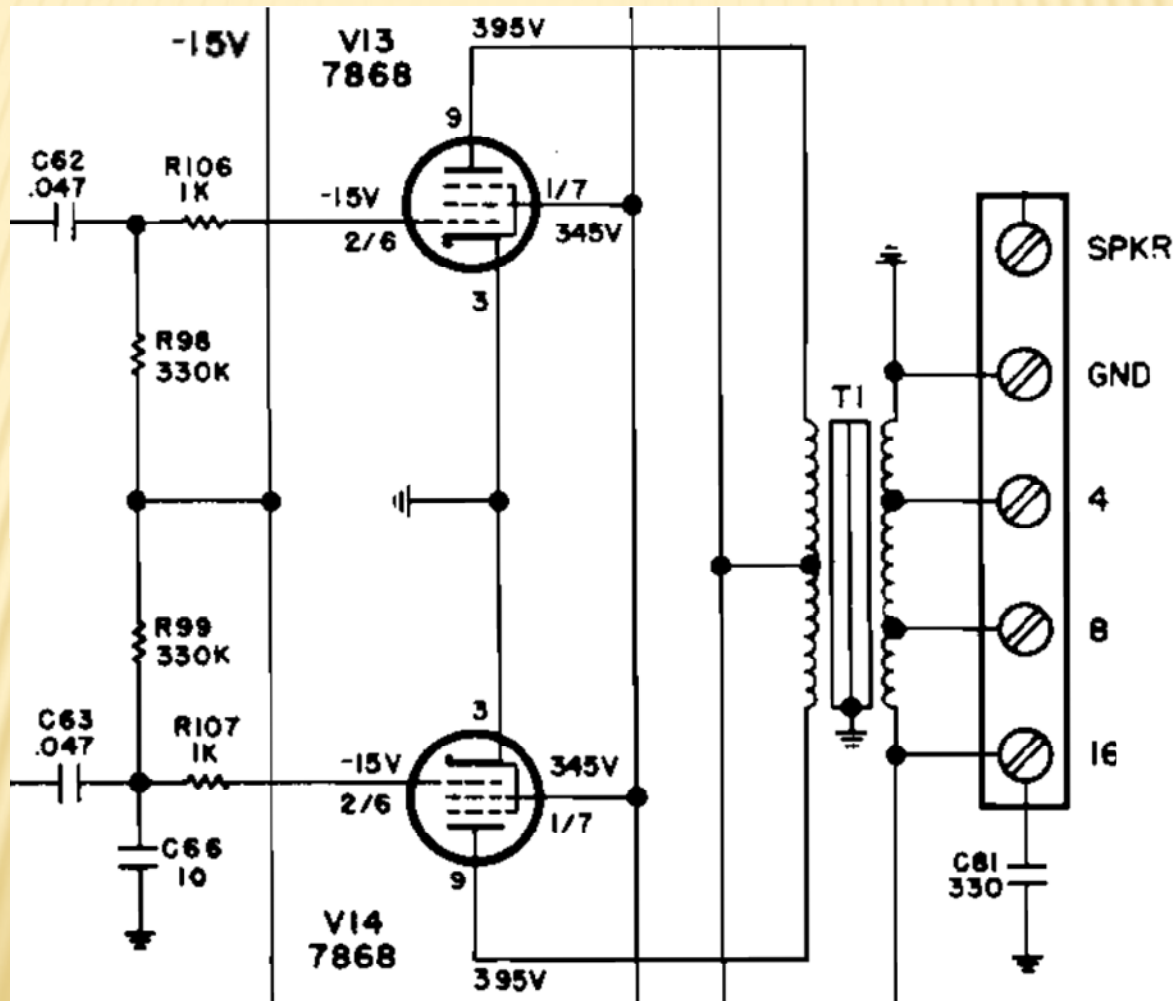 -15V
V13
7868
395V
9
C62
.047
R106
1K
-15V
2/6
1/7
345V
3
SPKR
R98
330K
GND
T1
4
R99
330K
8
C63
.047
R107
1K
3
-15V
2/6
345V
1/7
16
C66
10
9
C81
330
V14
7868
395V